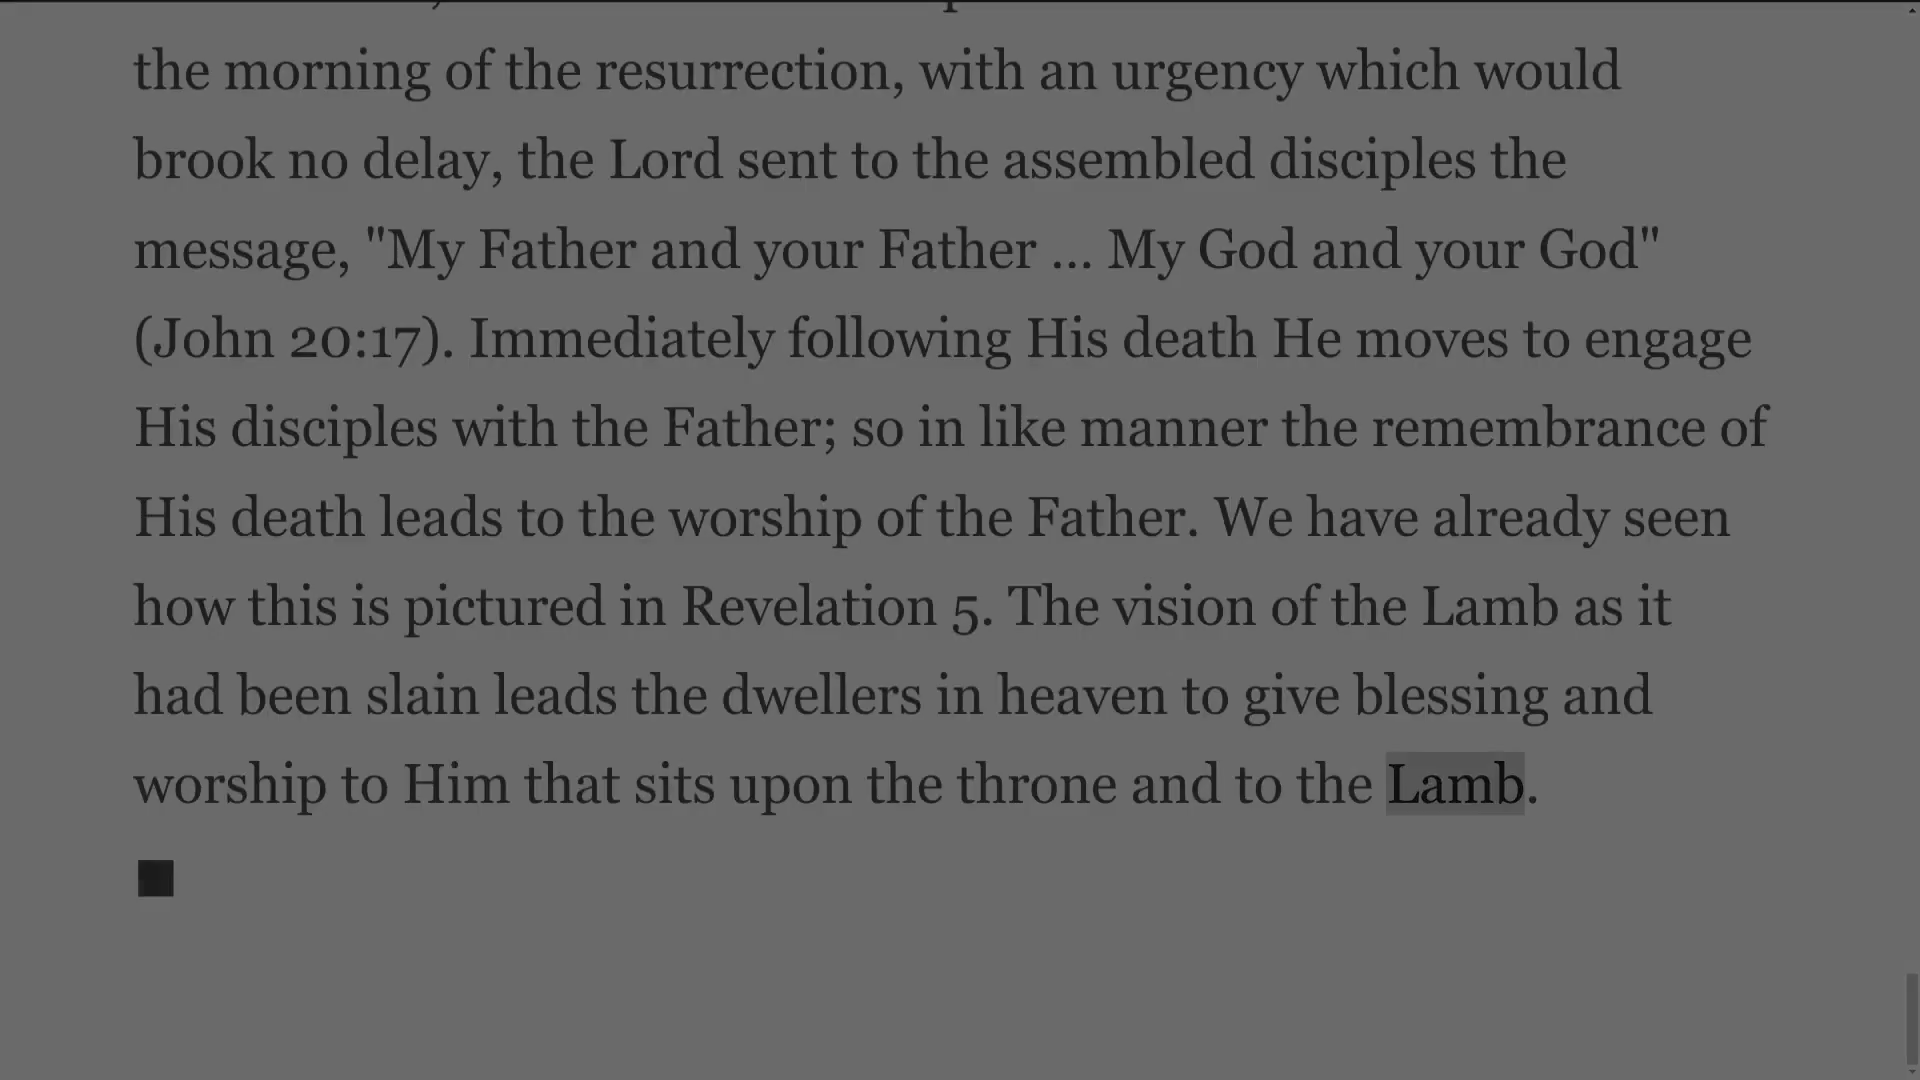 the morning of the resurrection, with an urgency which would
brook no delay, the Lord sent to the assembled disciples the
message, "My Father and your Father ... My God and your God"
(John 20:17). Immediately following His death He moves to engage
His disciples with the Father; so in like manner the remembrance of
His death leads to the worship of the Father. We have already seen
how this is pictured in Revelation 5. The vision of the Lamb as it
had been slain leads the dwellers in heaven to give blessing and
worship to Him that sits upon the throne and to the Lamb.